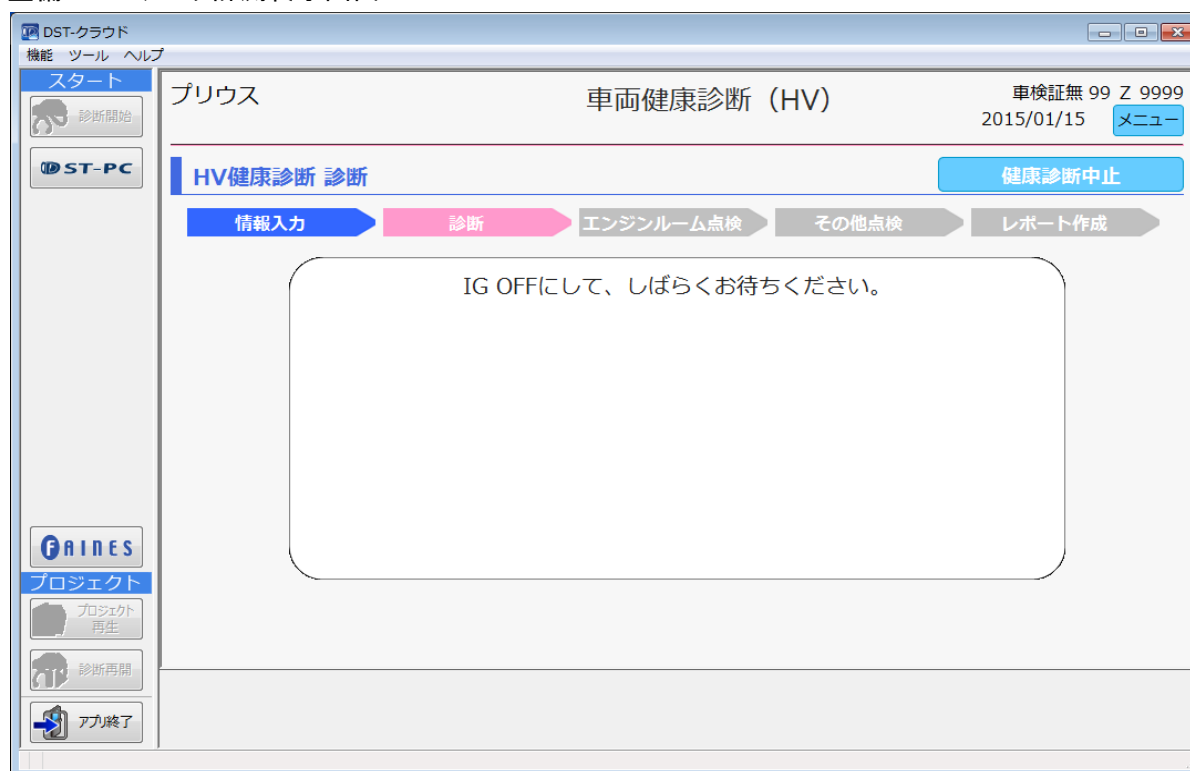 DST-クラウド
機能 ツール ヘルプ
スタート
診断開始
DST-PC
プリウス
車両健康診断（HV）
車検証無 99 Z 9999
2015/01/15
メニュー
HV健康診断 診断
健康診断中止
情報入力
診断
エンジンルーム点検
その他点検
レポート作成
IG OFFにして、しばらくお待ちください。
FAINES
プロジェクト
プロジェクト
再生
診断再開
アプリ終了